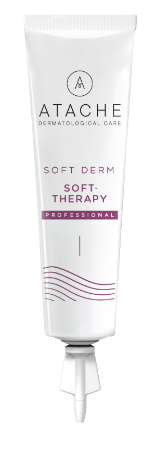 ATACHE
DERMATOLOGICAL CARE
SOFT DERM
SOFT-
THERAPY
PROFESSIONAL
|